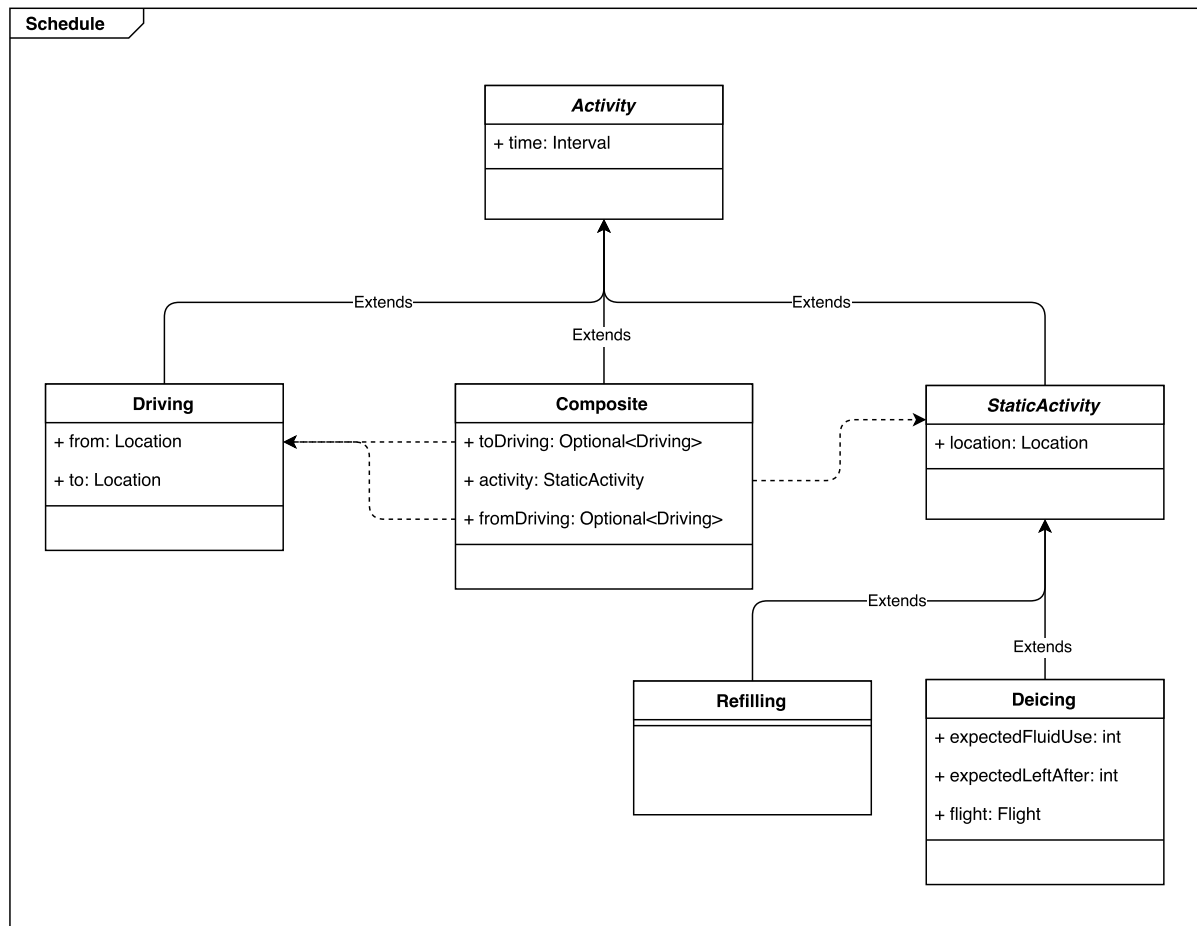 Schedule
Activity
+ time: Interval
Extends
Extends
Extends
Driving
+ from: Location
+ to: Location
Composite
+ toDriving: Optional<Driving>
+ activity: StaticActivity
+ fromDriving: Optional<Driving>
StaticActivity
+ location: Location
Extends
Extends
Refilling
Deicing
+ expectedFluidUse: int
+ expectedLeftAfter: int
+ flight: Flight